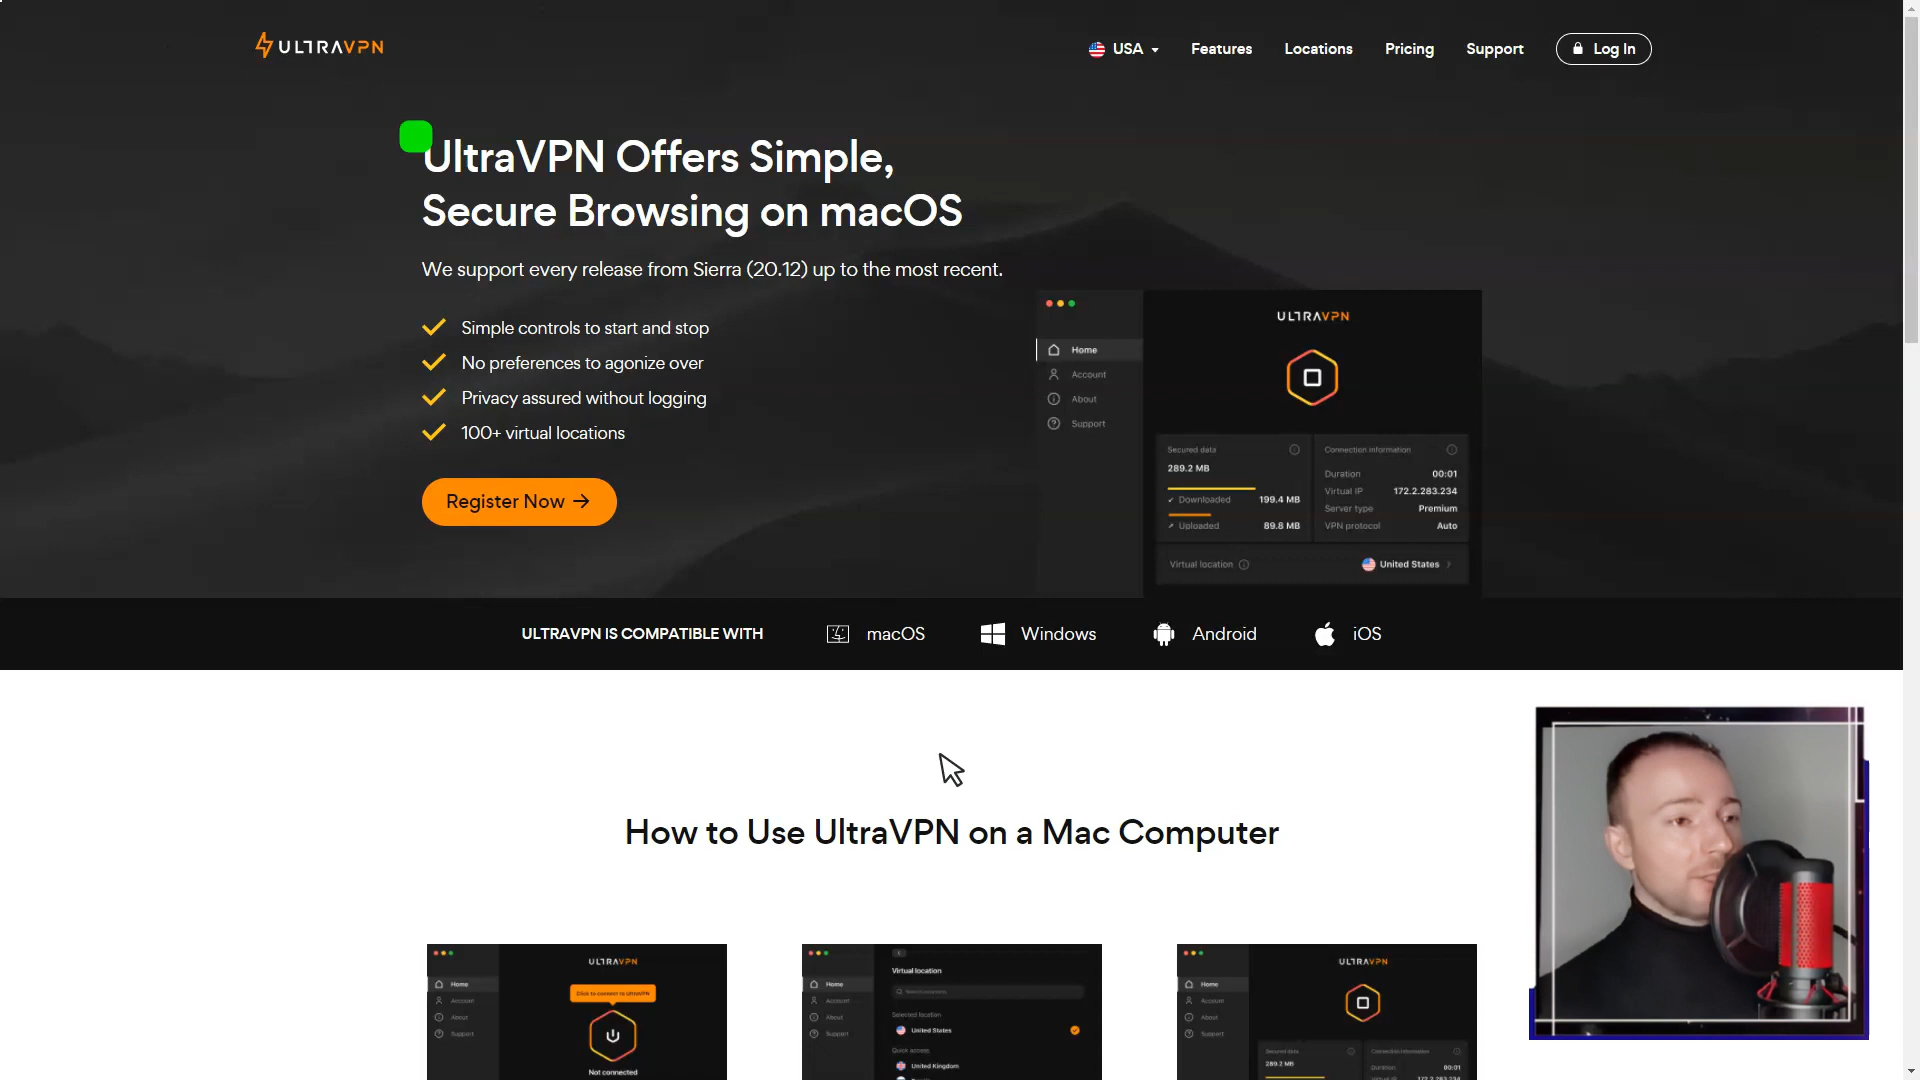 ULTRAVPN
USA
Features
Locations
Pricing
Support
Log In
UltraVPN Offers Simple,
Secure Browsing on macOS
We support every release from Sierra (20.12) up to the most recent.
Simple controls to start and stop
No preferences to agonize over
Privacy assured without logging
100+ virtual locations
Register Now
ULTRAVPN
Home
Account
About
Support
Secured data
289.2 MB
Downloaded 199.4 MB
Uploaded 89.8 MB
Connection information
Duration 00:01
Virtual IP 172.2.283.234
Server type Premium
VPN protocol Auto
Virtual location
United States
ULTRAVPN IS COMPATIBLE WITH
macOS
Windows
Android
iOS
How to Use UltraVPN on a Mac Computer
ULTRAVPN
Home
Account
About
Support
Click to connect to UltraVPN
Not connected
Home
Account
About
Support
Virtual location
Search locations
Selected location
United States
Quick access
United Kingdom
ULTRAVPN
Home
Account
About
Support
Secured data
289.2 MB
Connection information
Duration 00:01